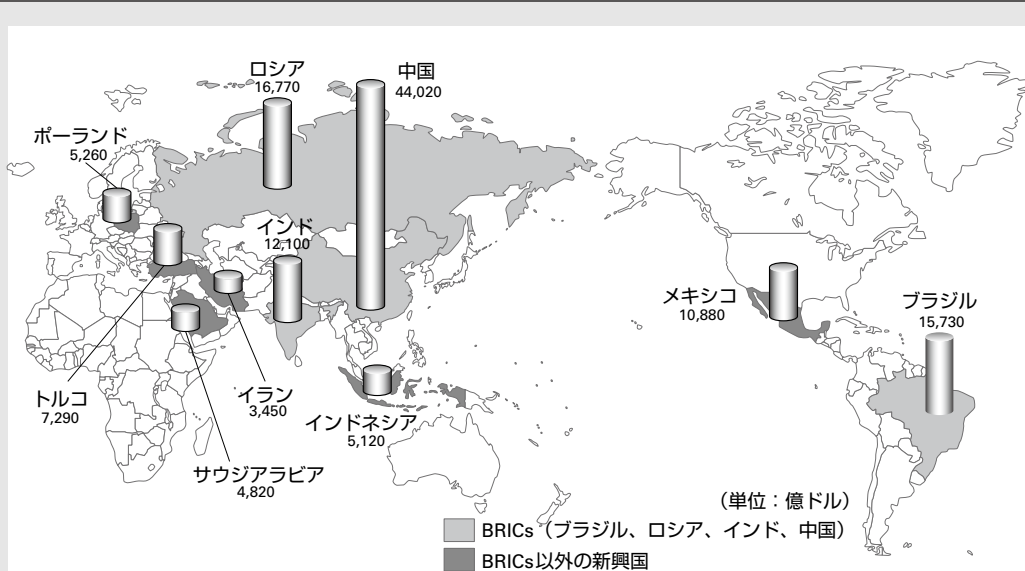 ロシア
16,770
中国
44,020
ポーランド
5,260
インド
12,100
メキシコ
10,880
ブラジル
15,730
トルコ
7,290
イラン
3,450
インドネシア
5,120
サウジアラビア
4,820
（単位：億ドル）
BRICs（ブラジル、ロシア、インド、中国）
BRICs以外の新興国